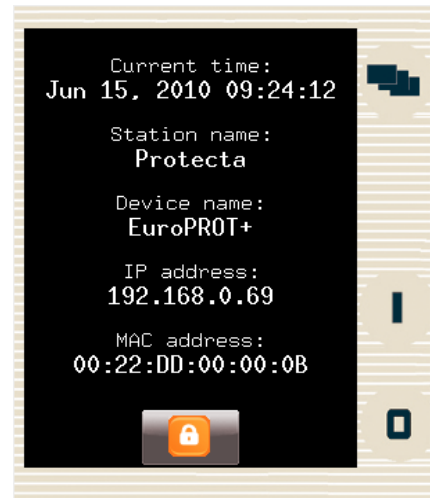 Current time:
Jun 15, 2010 09:24:12
Station name:
Protecta
Device name:
EuroPROT+
IP address:
192.168.0.69
MAC address:
00:22:DD:00:00:0B
I
O